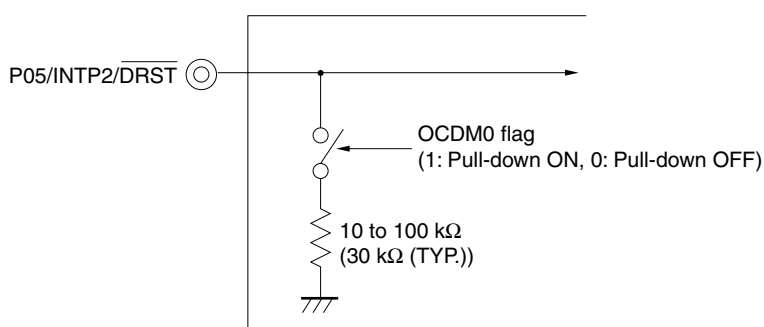 P05/INTP2/DRST
OCDM0 flag
(1: Pull-down ON, 0: Pull-down OFF)
10 to 100 kΩ
(30 kΩ (TYP.))